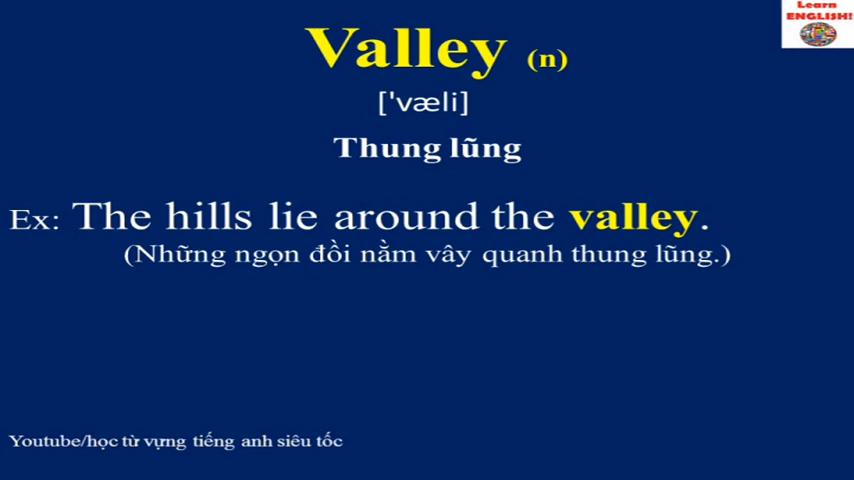 Learn
ENGLISH!
Valley (n)
['væli]
Thung lũng
Ex: The hills lie around the valley.
(Những ngọn đồi nằm vây quanh thung lũng.)
Youtube/học từ vựng tiếng anh siêu tốc